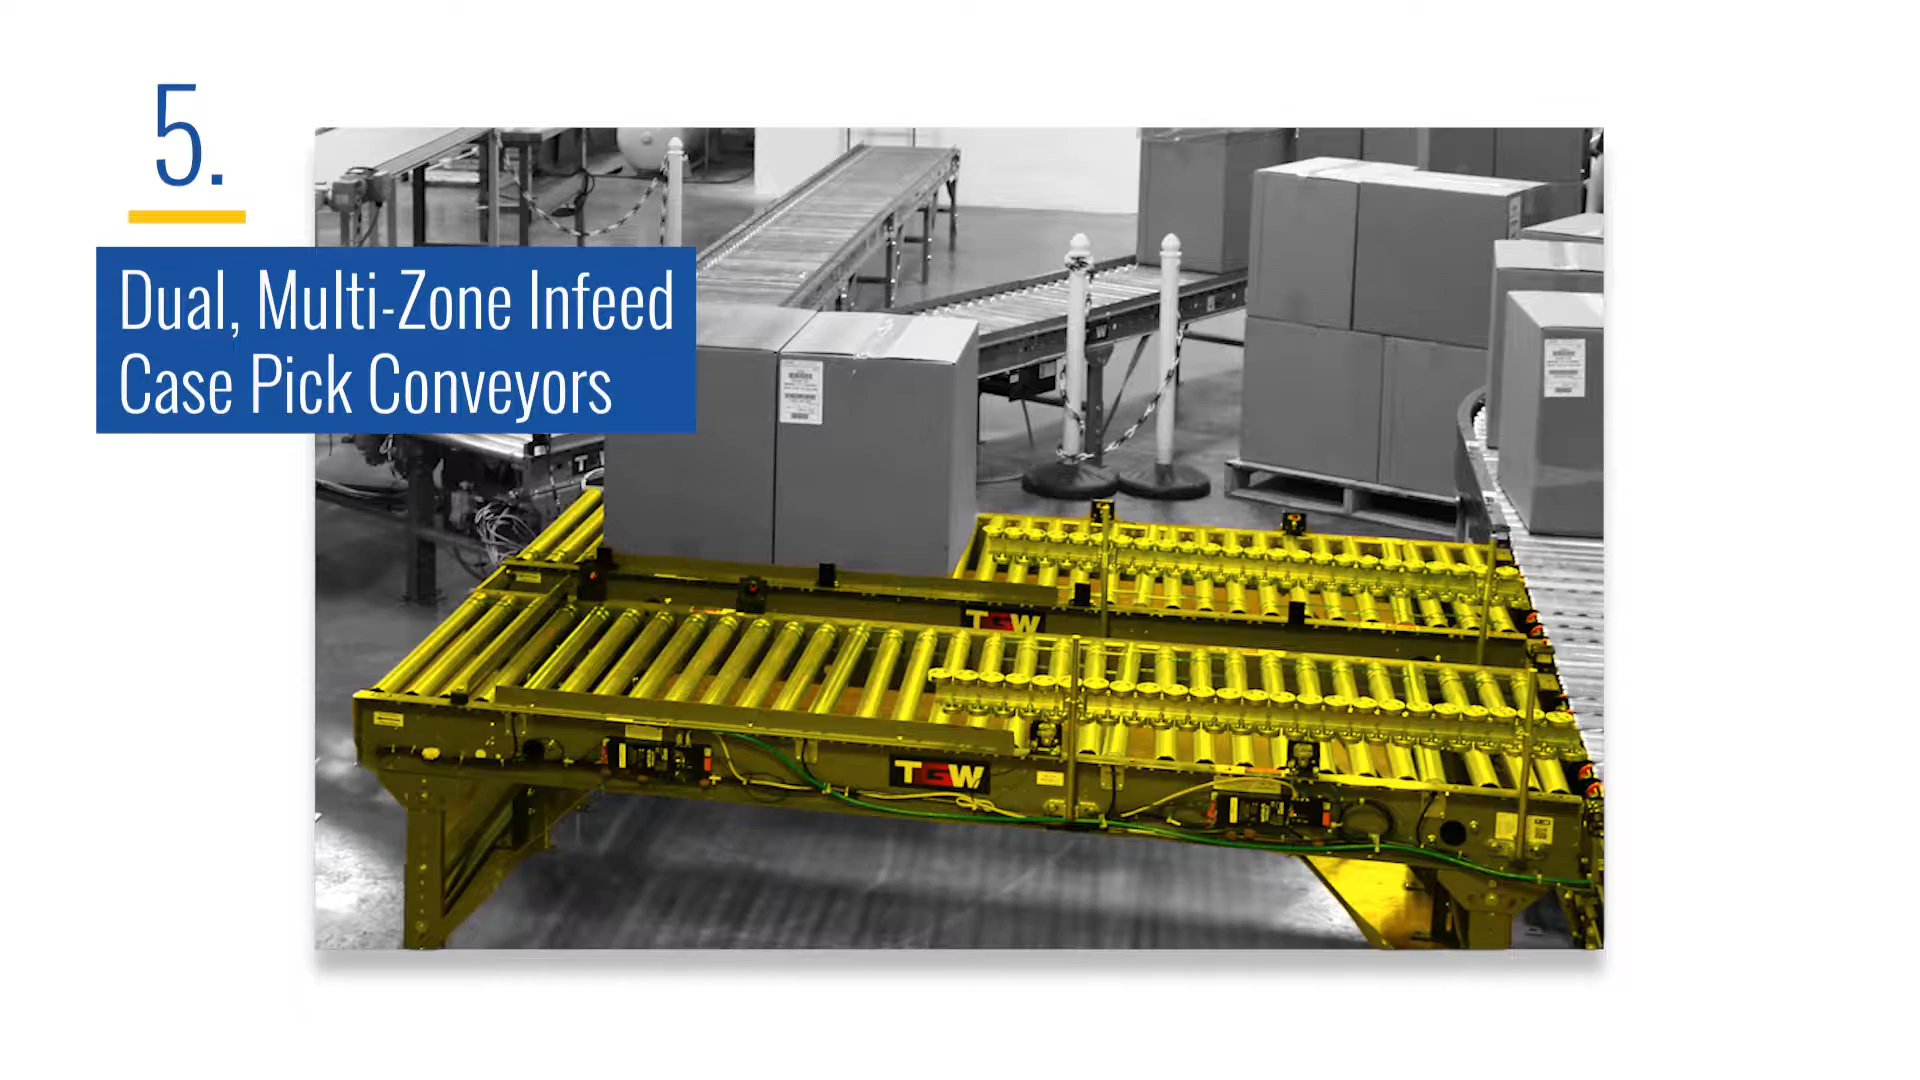 5.
Dual, Multi-Zone Infeed
Case Pick Conveyors
TGW
TGW